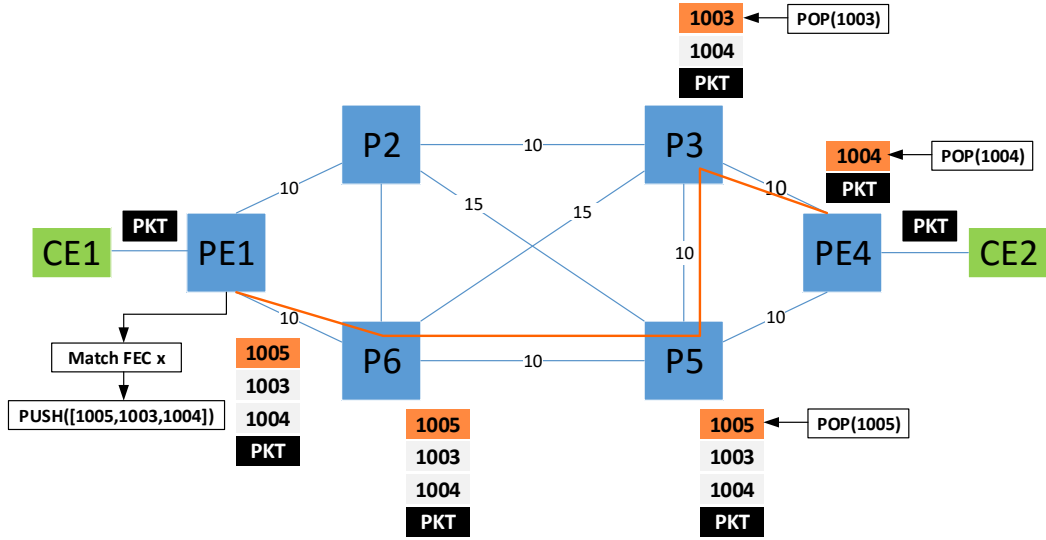 1003
POP(1003)
1004
PKT
P2
10
P3
1004
POP(1004)
10
10
PKT
15
15
PKT
PKT
CE1
PE1
10
PE4
CE2
10
10
Match FEC x
1005
P6
10
P5
1003
PUSH([1005,1003,1004])
1004
1005
1005
POP(1005)
PKT
1003
1003
1004
1004
PKT
PKT